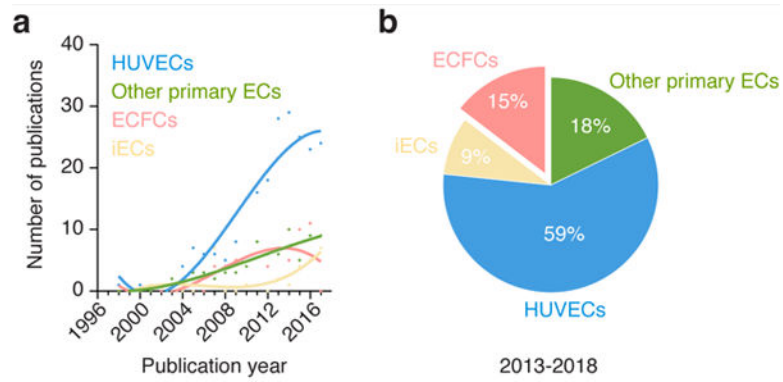 a
40
30
20
10
0
Number of publications
HUVECs
Other primary ECs
ECFCs
iECs
1996
2000
2004
2008
2012
2016
Publication year
b
ECFCs
Other primary ECs
15%
18%
iECs
9%
59%
HUVECs
2013-2018